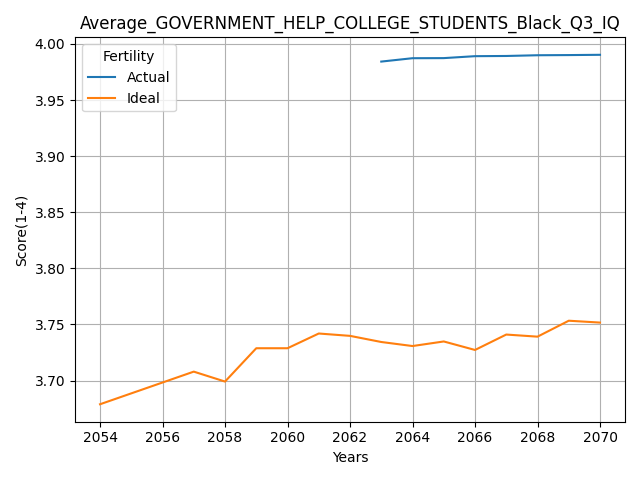 Average_GOVERNMENT_HELP_COLLEGE_STUDENTS_Black_Q3_IQ
4.00
3.95
3.90
3.85
3.80
3.75
3.70
Score(1-4)
Fertility
Actual
Ideal
2054 2056 2058 2060 2062 2064 2066 2068 2070
Years